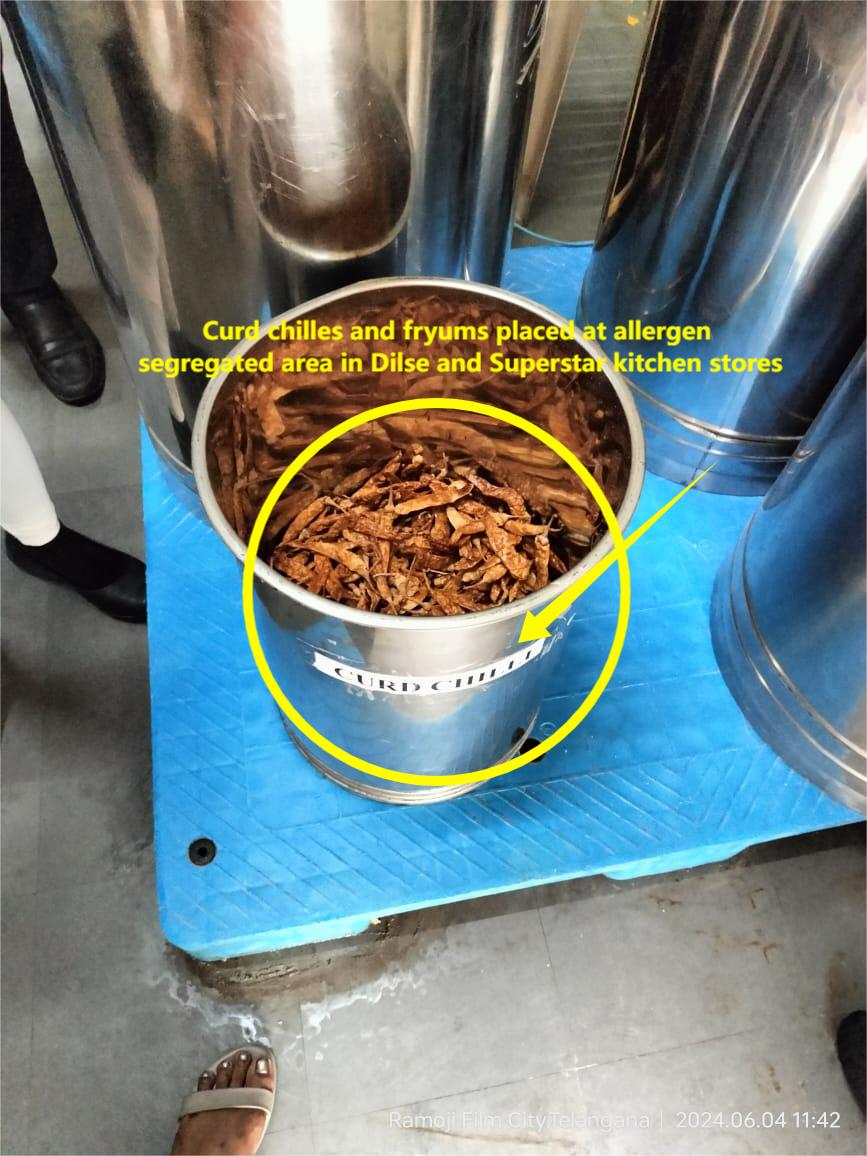 Curd chilles and fryums placed at allergen
segregated area in Dilse and Superstar kitchen stores
CURD CHILLI
Ramoji Film City,Telangana | 2024.06.04 11:42